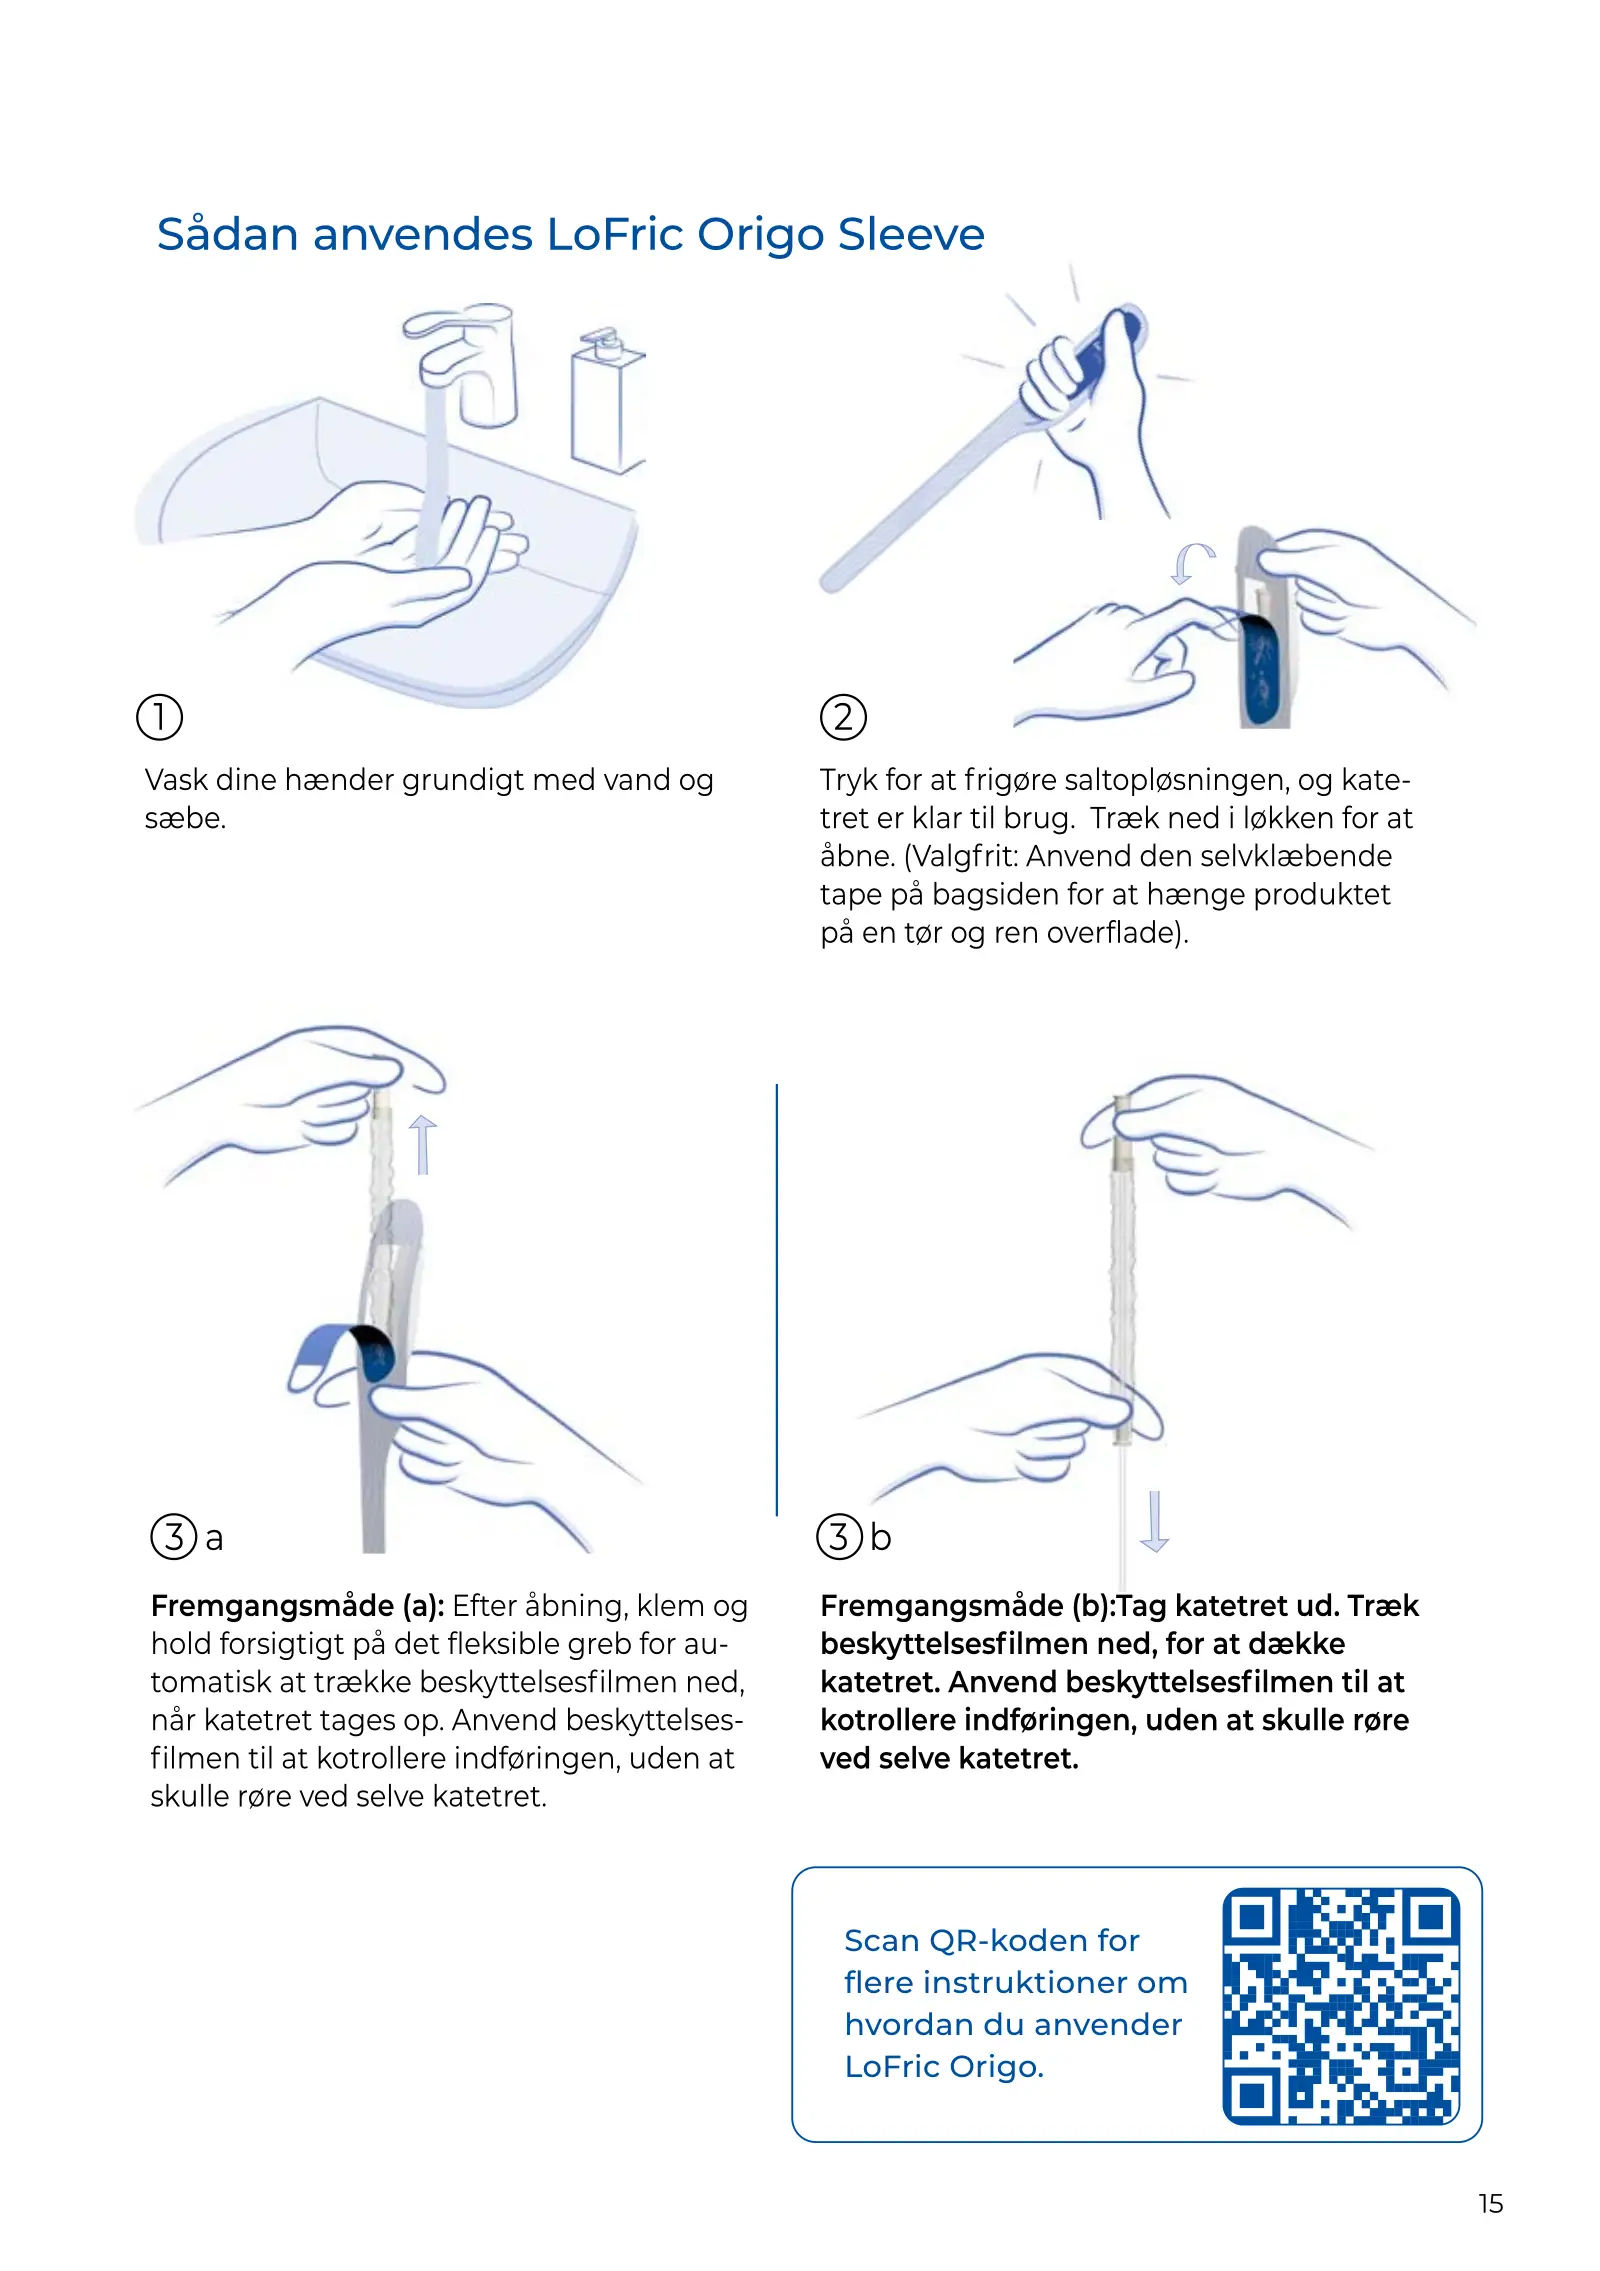 Sådan anvendes LoFric Origo Sleeve
1
Vask dine hænder grundigt med vand og
sæbe.
2
Tryk for at frigøre saltopløsningen, og kate-
tret er klar til brug.  Træk ned i løkken for at
åbne. (Valgfrit: Anvend den selvklæbende
tape på bagsiden for at hænge produktet
på en tør og ren overflade).
3 a
Fremgangsmåde (a): Efter åbning, klem og
hold forsigtigt på det fleksible greb for au-
tomatisk at trække beskyttelsesfilmen ned,
når katetret tages op. Anvend beskyttelses-
filmen til at kotrollere indføringen, uden at
skulle røre ved selve katetret.
3 b
Fremgangsmåde (b):Tag katetret ud. Træk
beskyttelsesfilmen ned, for at dække
katetret. Anvend beskyttelsesfilmen til at
kotrollere indføringen, uden at skulle røre
ved selve katetret.
Scan QR-koden for
flere instruktioner om
hvordan du anvender
LoFric Origo.
15